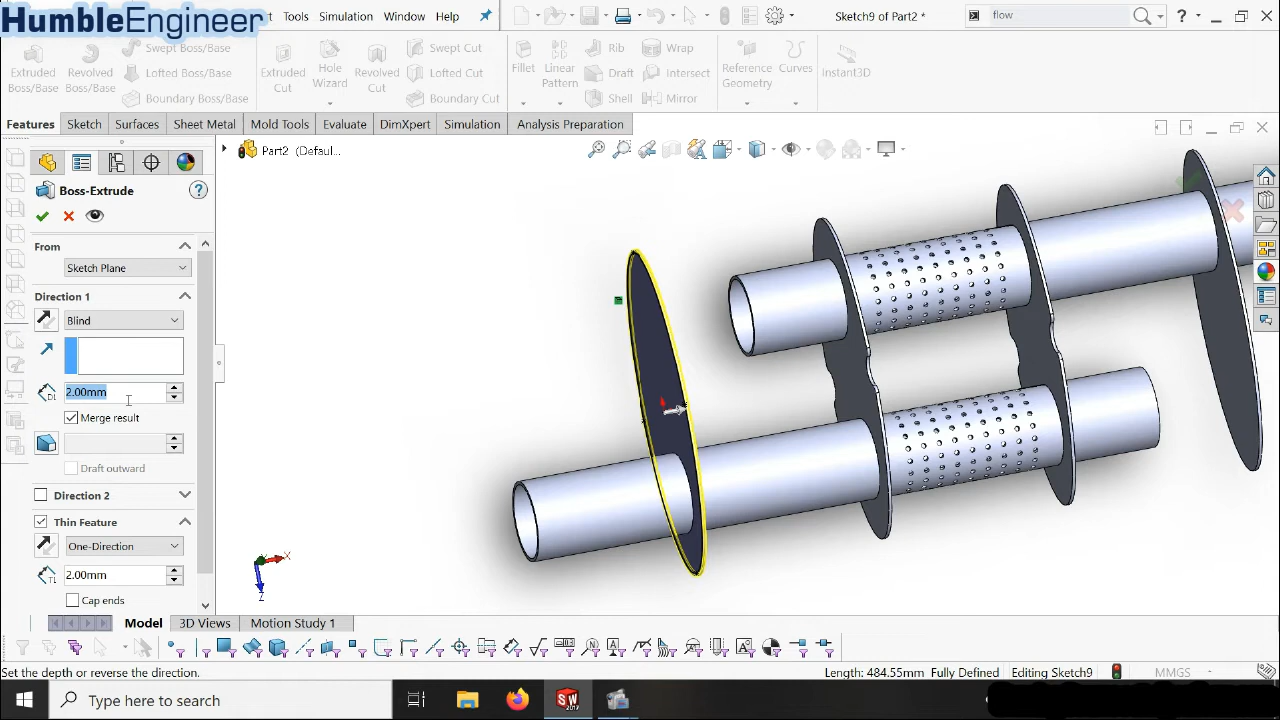 HumbleEngineer
Tools Simulation Window Help
Sketch9 of Part2 *
flow
Extruded Boss/Base
Revolved Boss/Base
Swept Boss/Base
Lofted Boss/Base
Boundary Boss/Base
Extruded Cut
Hole Wizard
Revolved Cut
Swept Cut
Lofted Cut
Boundary Cut
Fillet
Linear Pattern
Rib
Draft
Shell
Wrap
Intersect
Mirror
Reference Geometry
Curves
Instant3D
Features Sketch Surfaces Sheet Metal Mold Tools Evaluate DimXpert Simulation Analysis Preparation
Part2 (Defaul...
Boss-Extrude
From
Sketch Plane
Direction 1
Blind
2.00mm
Merge result
Draft outward
Direction 2
Thin Feature
One-Direction
2.00mm
Cap ends
X
Z
Model 3D Views Motion Study 1
Set the depth or reverse the direction.
Length: 484.55mm Fully Defined Editing Sketch9 MMGS
Type here to search
SW
2017